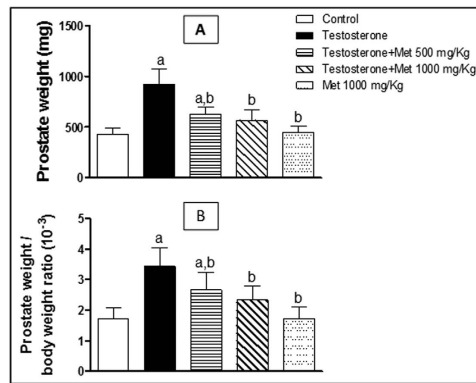 A
Control
Testosterone
Testosterone+Met 500 mg/Kg
Testosterone+Met 1000 mg/Kg
Met 1000 mg/Kg
Prostate weight (mg)
1500
1000
500
0
a
a,b
b
b
B
Prostate weight /
body weight ratio (10⁻³)
5
4
3
2
1
0
a
a,b
b
b